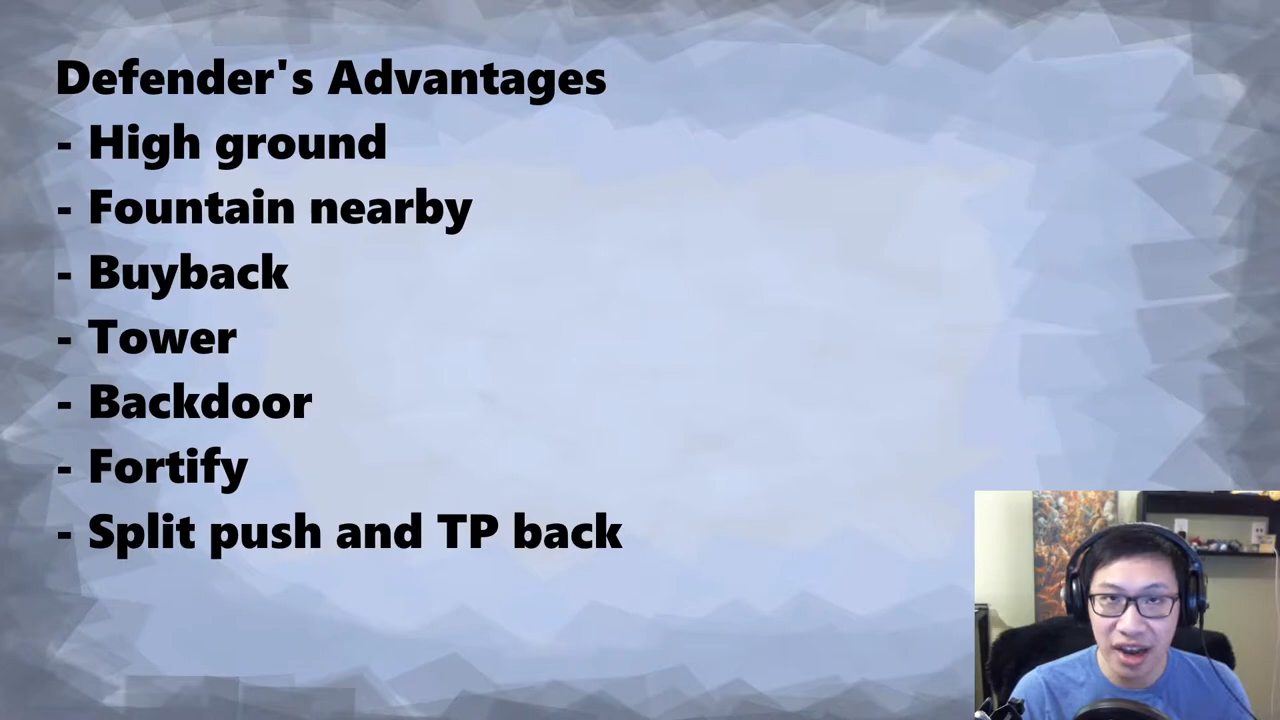 Defender's Advantages
- High ground
- Fountain nearby
- Buyback
- Tower
- Backdoor
- Fortify
- Split push and TP back